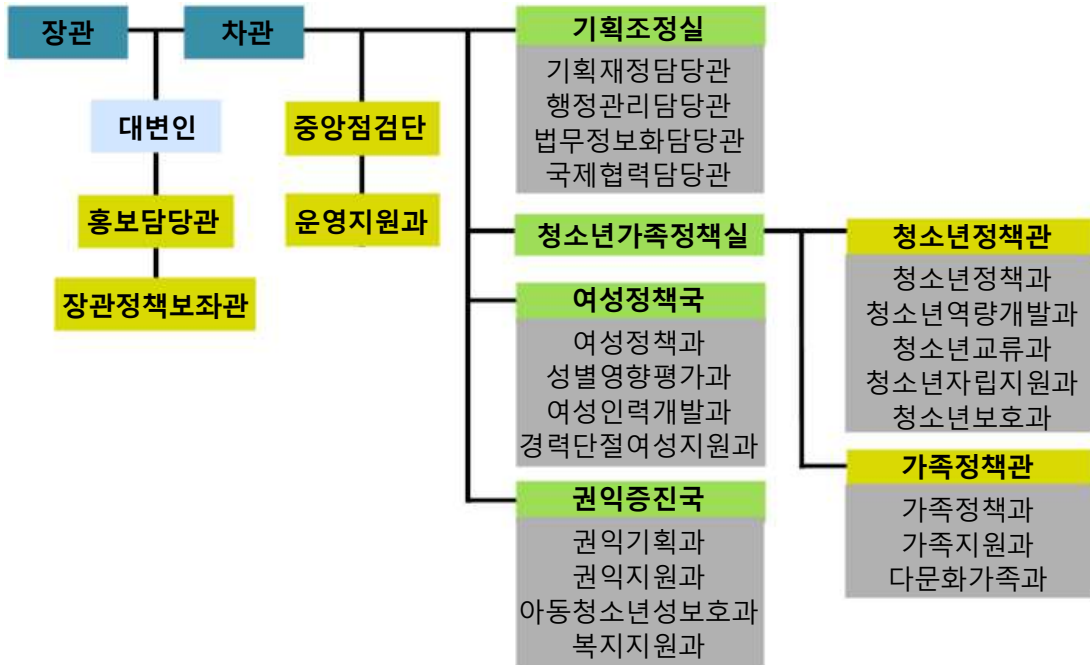 장관
차관
대변인
홍보담당관
장관정책보좌관
중앙점검단
운영지원과
기획조정실
기획재정담당관
행정관리담당관
법무정보화담당관
국제협력담당관
청소년가족정책실
여성정책국
여성정책과
성별영향평가과
여성인력개발과
경력단절여성지원과
권익증진국
권익기획과
권익지원과
아동청소년성보호과
복지지원과
청소년정책관
청소년정책과
청소년역량개발과
청소년교류과
청소년자립지원과
청소년보호과
가족정책관
가족정책과
가족지원과
다문화가족과